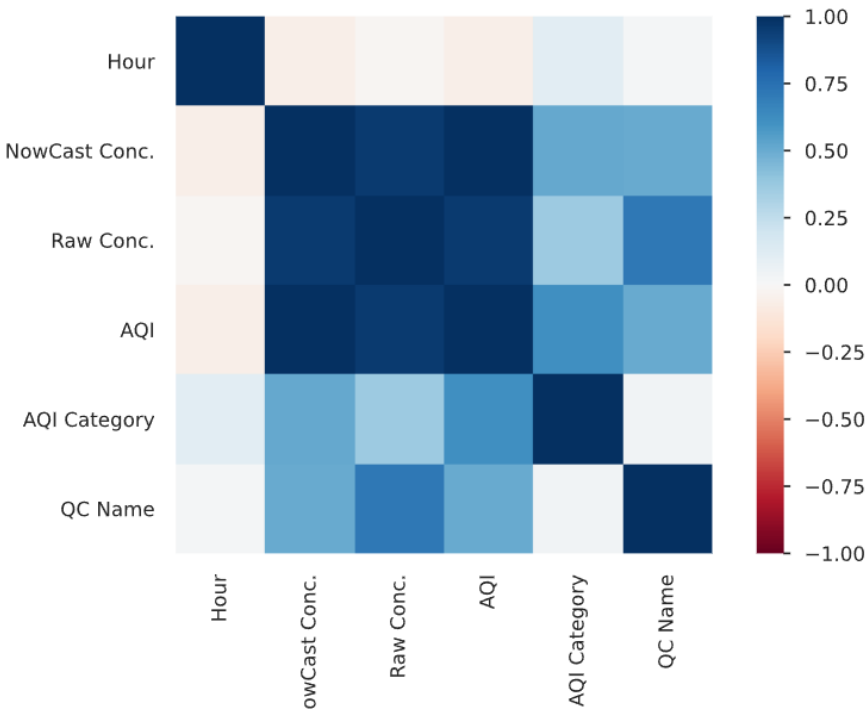 Hour
NowCast Conc.
Raw Conc.
AQI
AQI Category
QC Name
Hour
owCast Conc.
Raw Conc.
AQI
AQI Category
QC Name
1.00
0.75
0.50
0.25
0.00
−0.25
−0.50
−0.75
−1.00